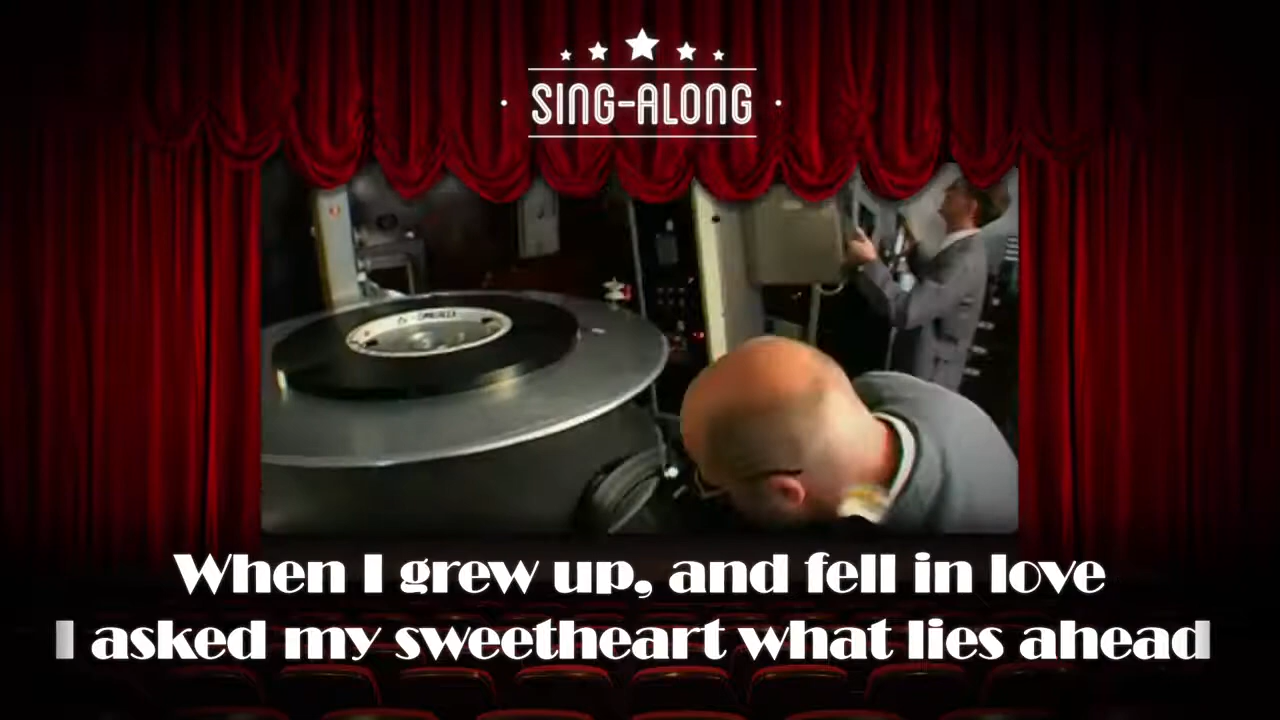 SING-ALONG
When I grew up, and fell in love
I asked my sweetheart what lies ahead